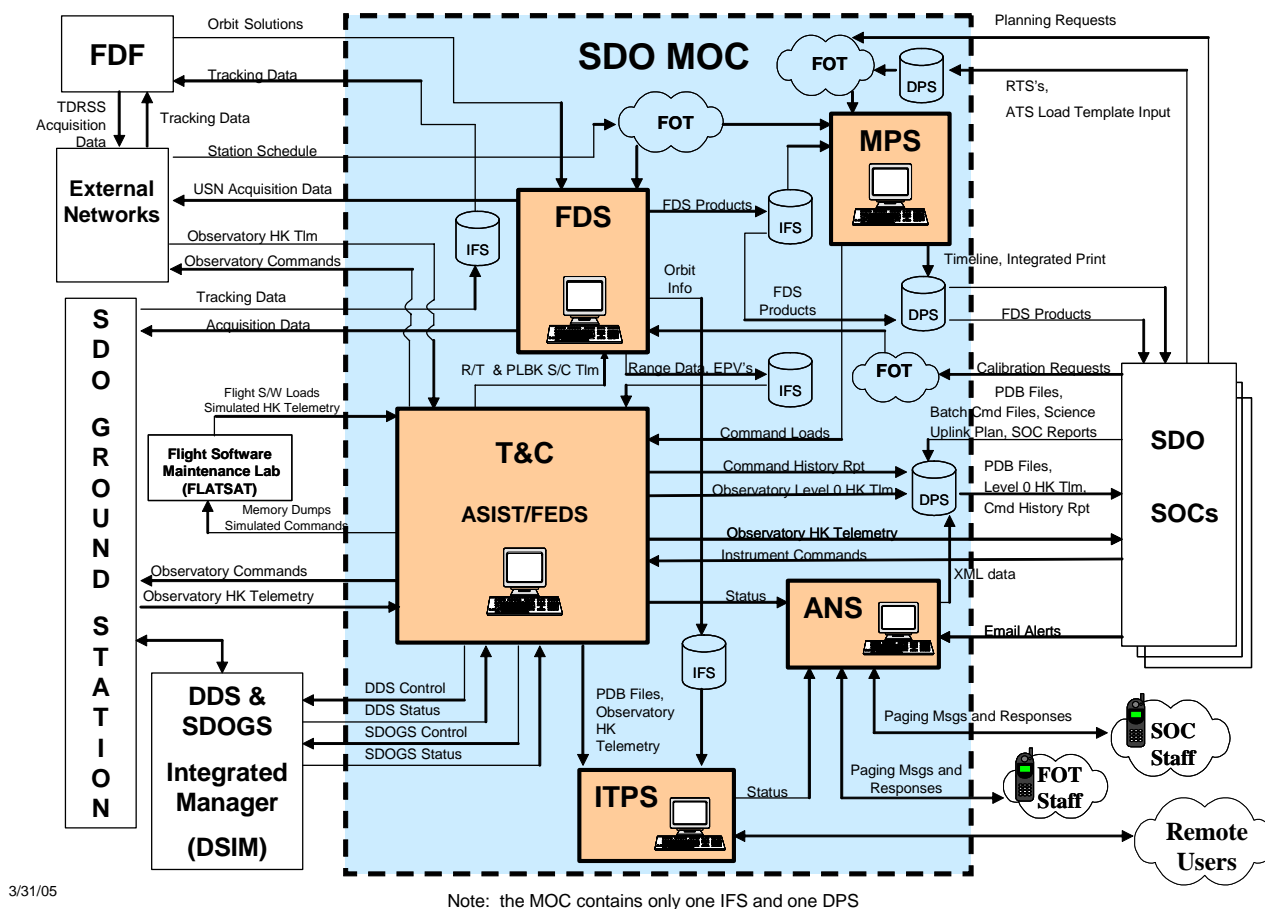 Orbit Solutions
Planning Requests
FDF
SDO MOC
FOT
DPS
Tracking Data
RTS's,
ATS Load Template Input
TDRSS
Acquisition
Data
Tracking Data
FOT
MPS
Station Schedule
External
Networks
USN Acquisition Data
FDS
FDS Products
IFS
IFS
Observatory HK Tlm
Observatory Commands
Timeline, Integrated Print
Orbit
Info
Tracking Data
FDS
Products
DPS
FDS Products
Acquisition Data
SDO GROUND STATION
R/T & PLBK S/C Tlm
Range Data, EPV's
IFS
FOT
Calibration Requests
Flight S/W Loads
Simulated HK Telemetry
PDB Files,
Batch Cmd Files, Science
Uplink Plan, SOC Reports
SDO
SOCs
T&C
ASIST/FEDS
Command Loads
Flight Software
Maintenance Lab
(FLATSAT)
Command History Rpt
Observatory Level 0 HK Tlm
DPS
PDB Files,
Level 0 HK Tlm,
Cmd History Rpt
Memory Dumps
Simulated Commands
Observatory HK Telemetry
Instrument Commands
XML data
Observatory Commands
Observatory HK Telemetry
Status
ANS
Email Alerts
IFS
DDS &
SDOGS
Integrated
Manager
(DSIM)
DDS Control
DDS Status
SDOGS Control
SDOGS Status
PDB Files,
Observatory
HK
Telemetry
Paging Msgs and Responses
SOC
Staff
Paging Msgs and
Responses
FOT
Staff
ITPS
Status
Remote
Users
3/31/05
Note: the MOC contains only one IFS and one DPS